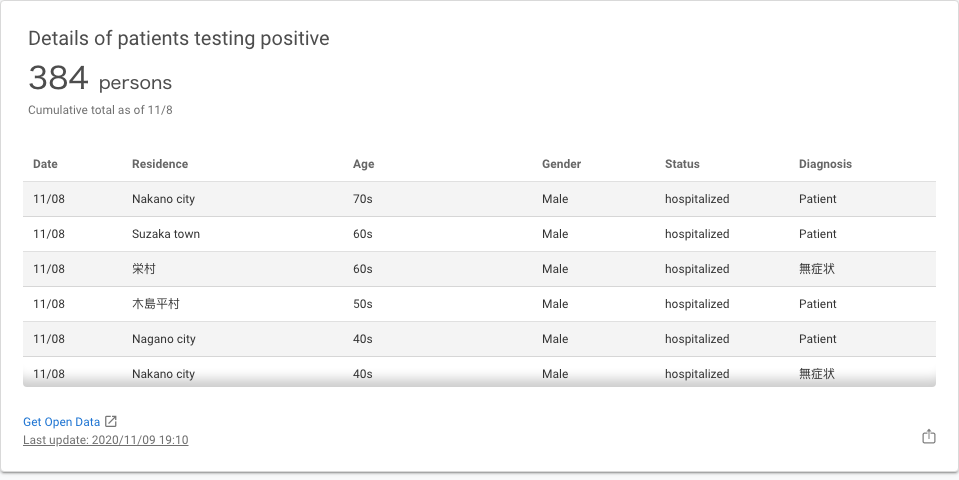 Details of patients testing positive
384 persons
Cumulative total as of 11/8
Date Residence Age Gender Status Diagnosis
11/08 Nakano city 70s Male hospitalized Patient
11/08 Suzaka town 60s Male hospitalized Patient
11/08 栄村 60s Male hospitalized 無症状
11/08 木島平村 50s Male hospitalized Patient
11/08 Nagano city 40s Male hospitalized Patient
11/08 Nakano city 40s Male hospitalized 無症状
Get Open Data
Last update: 2020/11/09 19:10